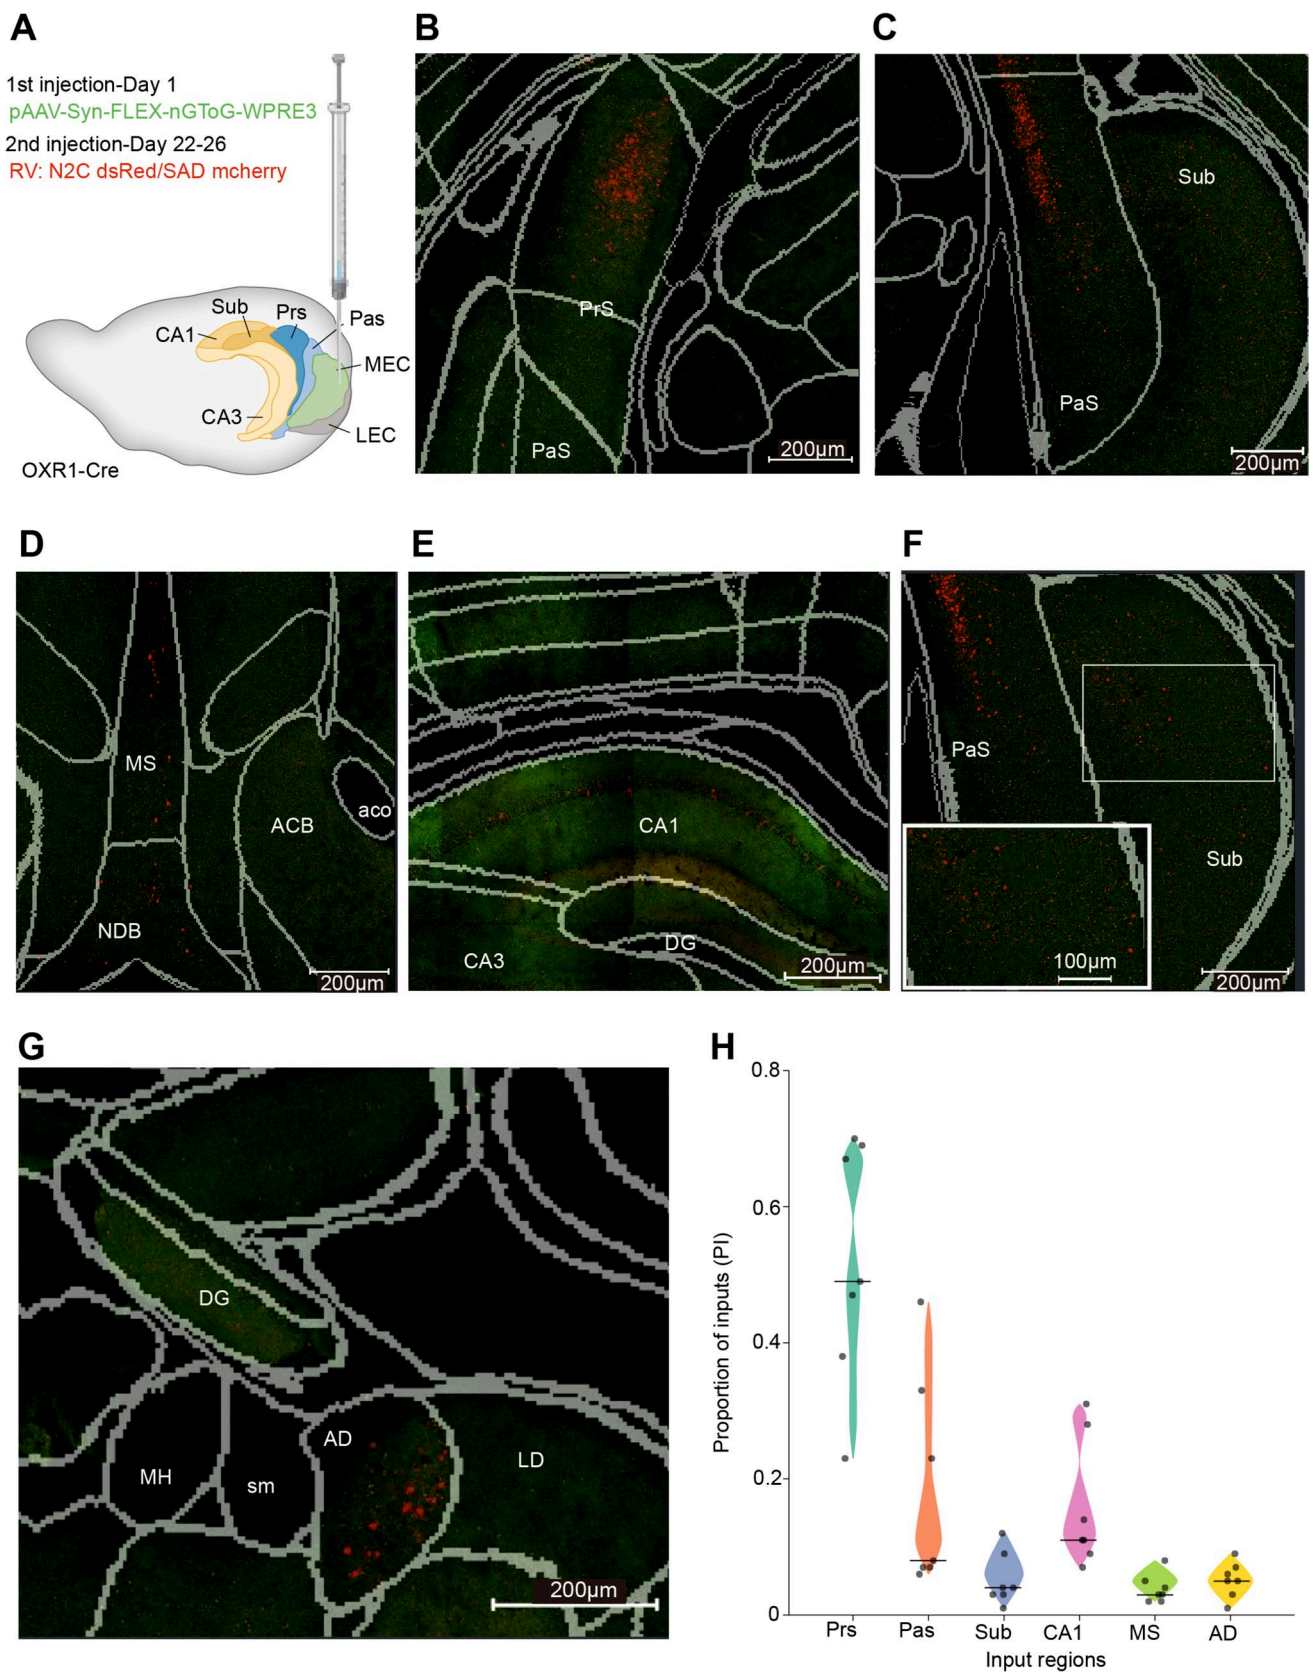 A
1st injection-Day 1
pAAV-Syn-FLEX-nGToG-WPRE3
2nd injection-Day 22-26
RV: N2C dsRed/SAD mcherry
Sub
Prs
Pas
CA1
MEC
CA3
LEC
OXR1-Cre
B
PrS
PaS
200µm
C
Sub
PaS
200µm
D
MS
ACB
aco
NDB
200µm
E
CA1
DG
CA3
200µm
F
PaS
Sub
100µm
200µm
G
DG
AD
MH
sm
LD
200µm
H
0.8
0.6
0.4
0.2
0
Proportion of inputs (PI)
Prs Pas Sub CA1 MS AD
Input regions